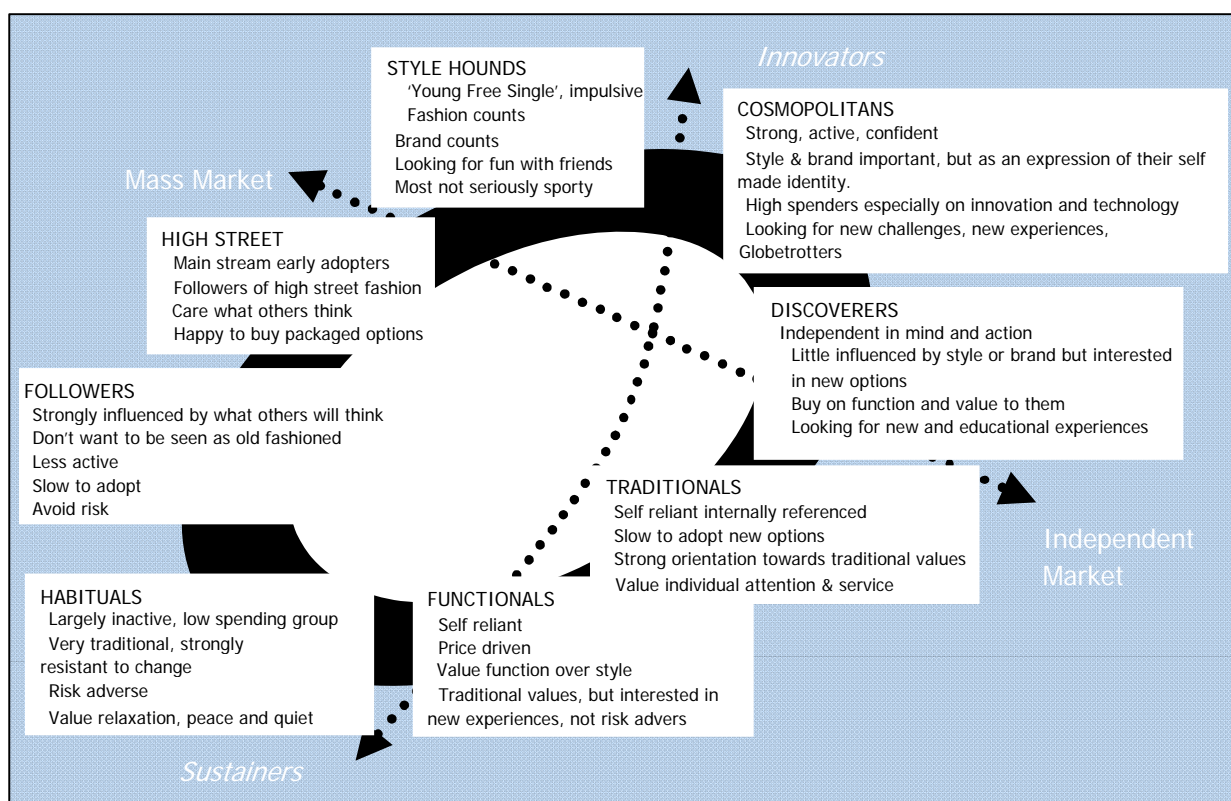 Innovators
STYLE HOUNDS
'Young Free Single', impulsive
Fashion counts
Brand counts
Looking for fun with friends
Most not seriously sporty
COSMOPOLITANS
Strong, active, confident
Style & brand important, but as an expression of their self
made identity.
High spenders especially on innovation and technology
Looking for new challenges, new experiences,
Globetrotters
Mass Market
HIGH STREET
Main stream early adopters
Followers of high street fashion
Care what others think
Happy to buy packaged options
DISCOVERERS
Independent in mind and action
Little influenced by style or brand but interested
in new options
Buy on function and value to them
Looking for new and educational experiences
FOLLOWERS
Strongly influenced by what others will think
Don't want to be seen as old fashioned
Less active
Slow to adopt
Avoid risk
TRADITIONALS
Self reliant internally referenced
Slow to adopt new options
Strong orientation towards traditional values
Value individual attention & service
Independent
Market
HABITUALS
Largely inactive, low spending group
Very traditional, strongly
resistant to change
Risk adverse
Value relaxation, peace and quiet
FUNCTIONALS
Self reliant
Price driven
Value function over style
Traditional values, but interested in
new experiences, not risk advers
Sustainers